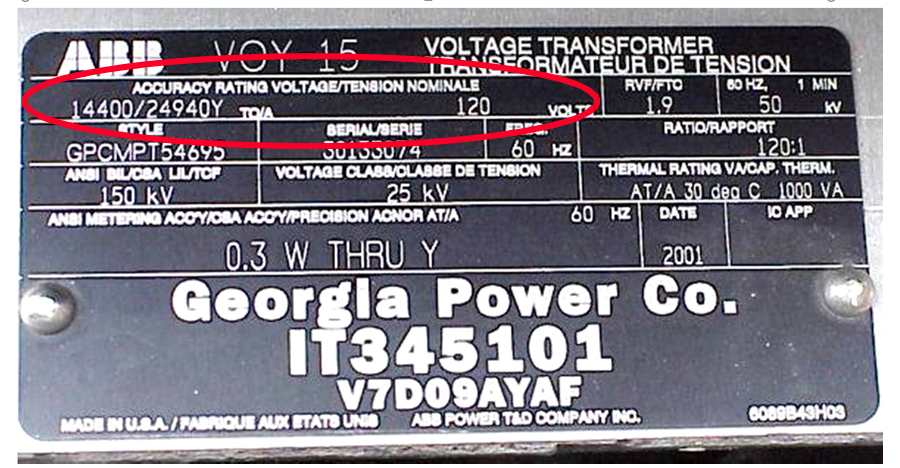 ABB VOY 15 VOLTAGE TRANSFORMER
TRANSFORMATEUR DE TENSION
ACCURACY RATING VOLTAGE/TENSION NOMINALE RVF/FTO 60 HZ, 1 MIN
14400/24940Y TO/A 120 VOLTS 1.9 50 KV
STYLE SERIAL/SERIE FREQ. RATIO/RAPPORT
GPCMPT54695 30133074 60 HZ 120:1
ANSI BIL/CSA LIL/TCF VOLTAGE CLASS/CLASSE DE TENSION THERMAL RATING VA/CAP. THERM.
150 kV 25 kV AT/A 30 deg C 1000 VA
ANSI METERING ACC'Y/CSA ACC'Y/PRECISION ACNOR AT/A 60 HZ DATE IC APP
0.3 W THRU Y 2001
Georgia Power Co.
IT345101
V7D09AYAF
MADE IN U.S.A. / FABRIQUE AUX ETATS UNIS ABB POWER T&D COMPANY INC. 6089B43H03